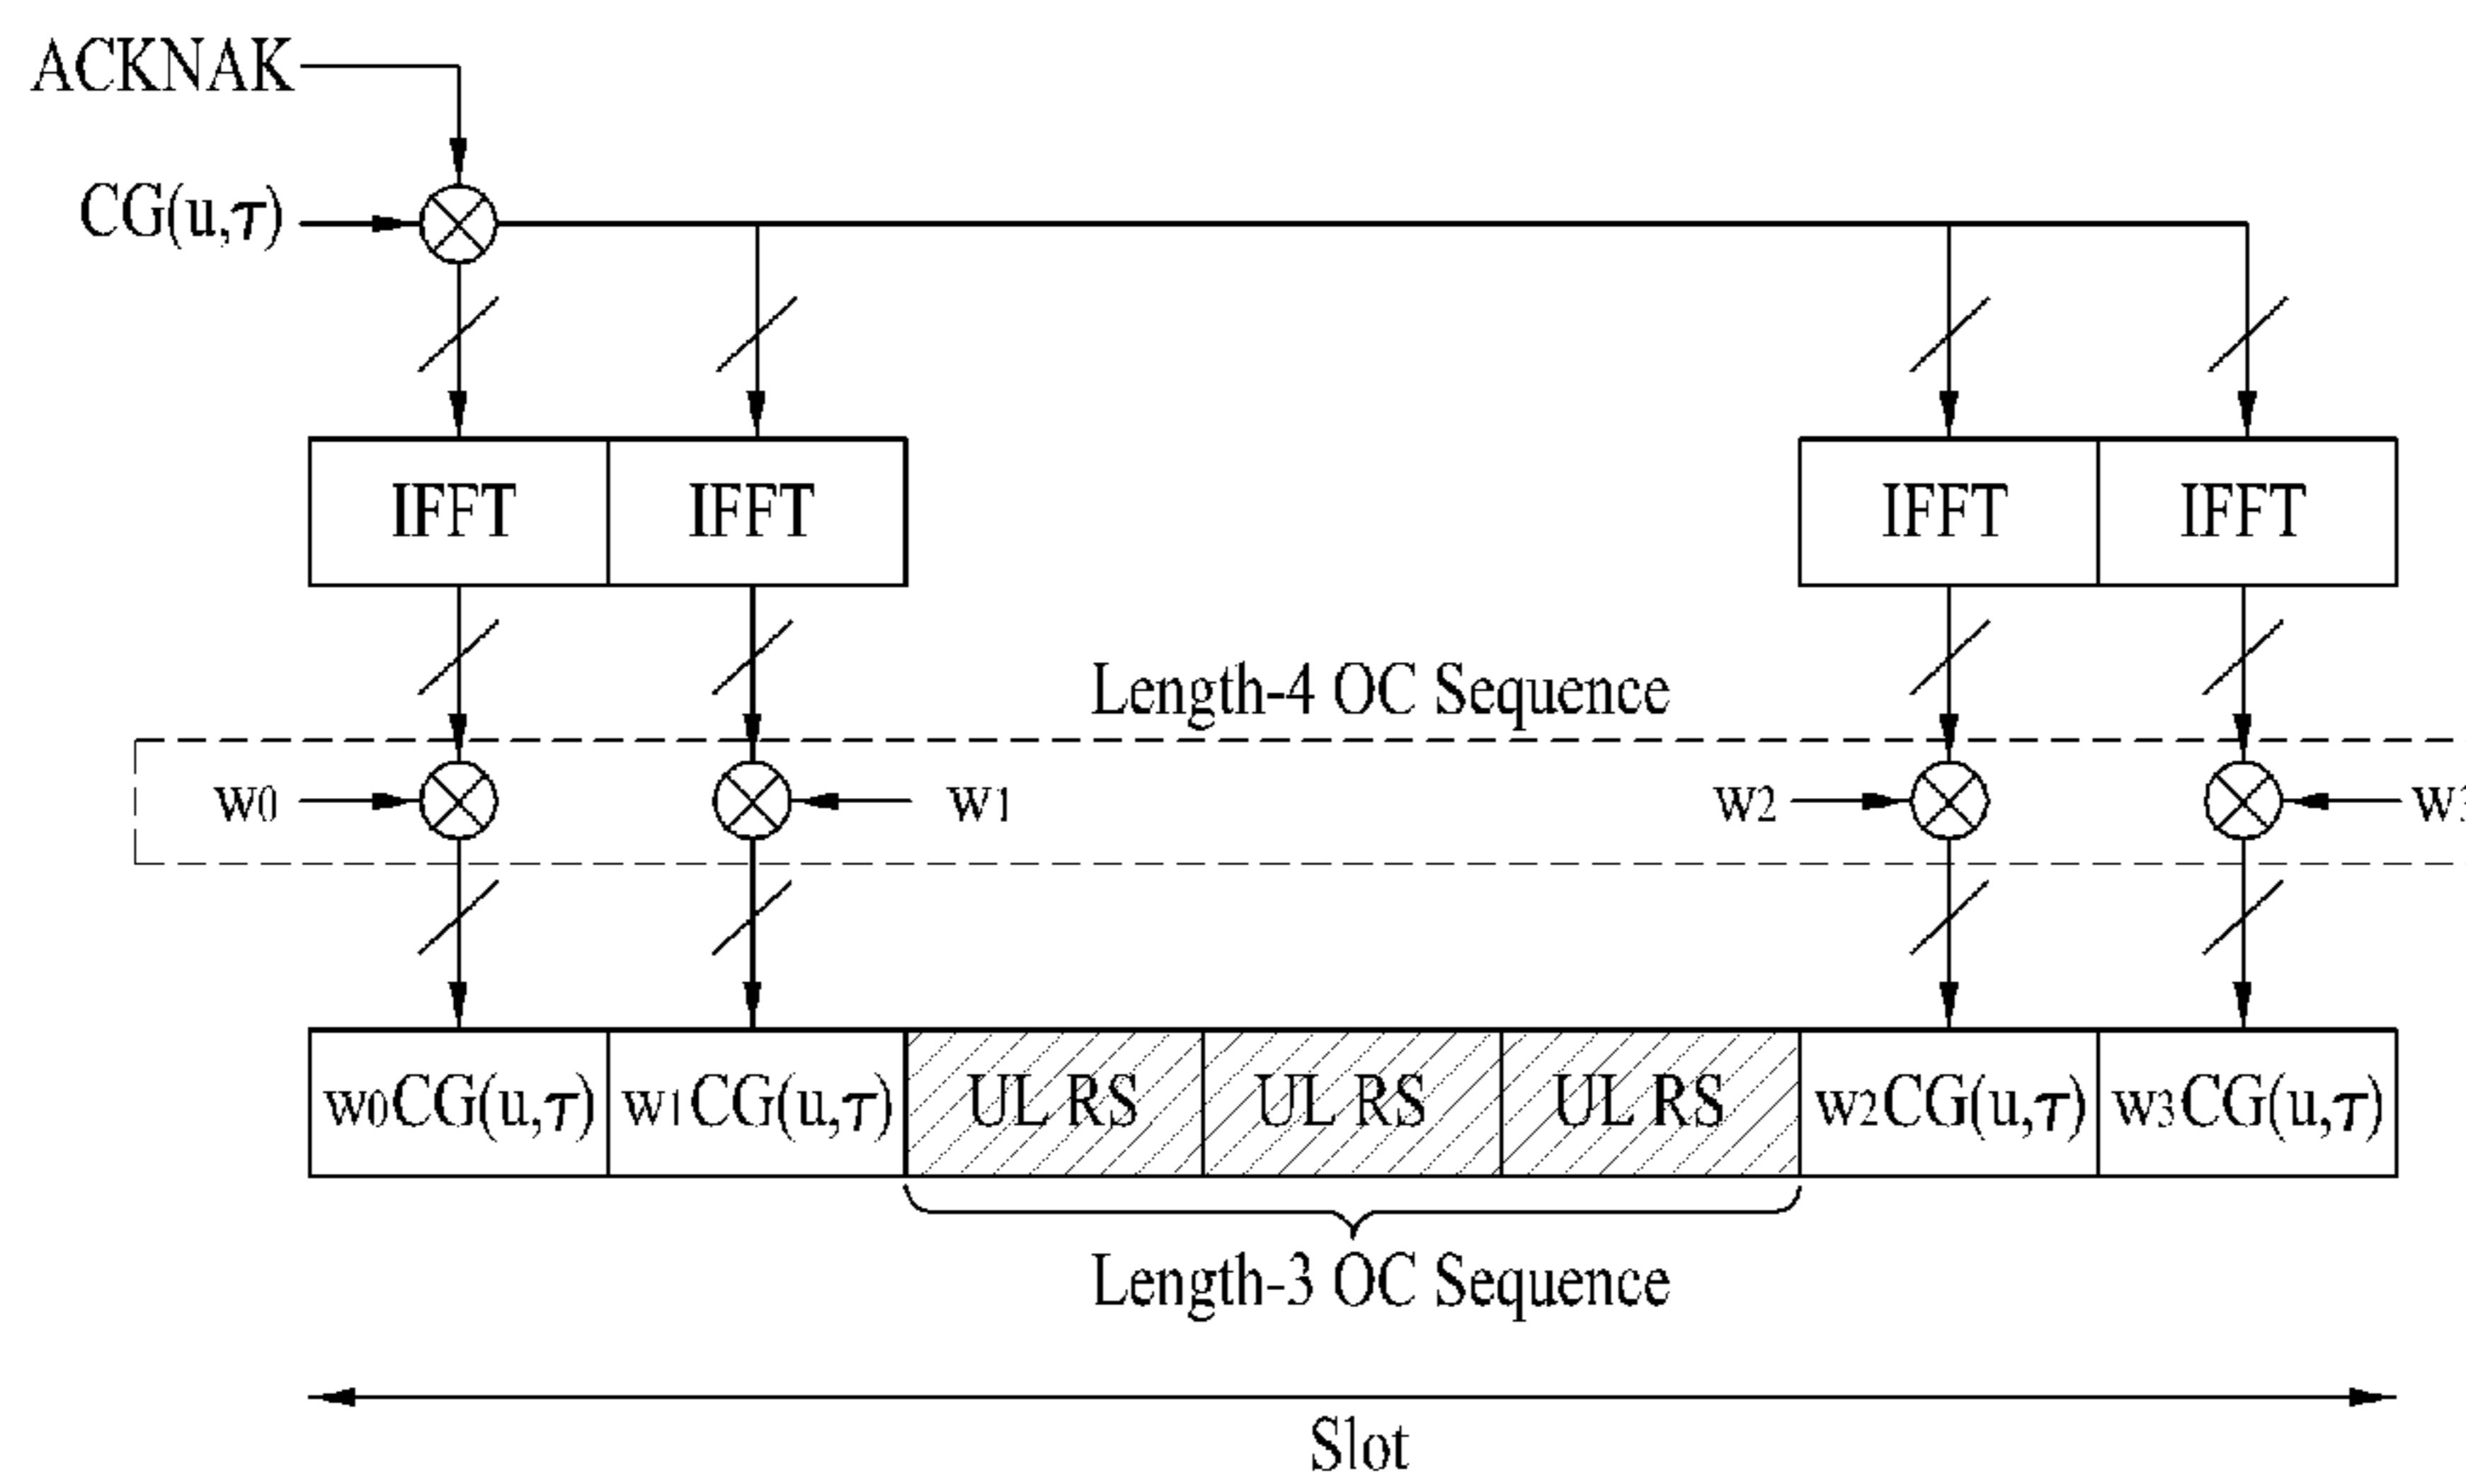 ACKNAK
CG(u,τ)
IFFT IFFT IFFT IFFT
Length-4 OC Sequence
w0 w1 w2
w0CG(u,τ) w1CG(u,τ) UL RS UL RS UL RS w2CG(u,τ) w3CG(u,τ)
Length-3 OC Sequence
Slot